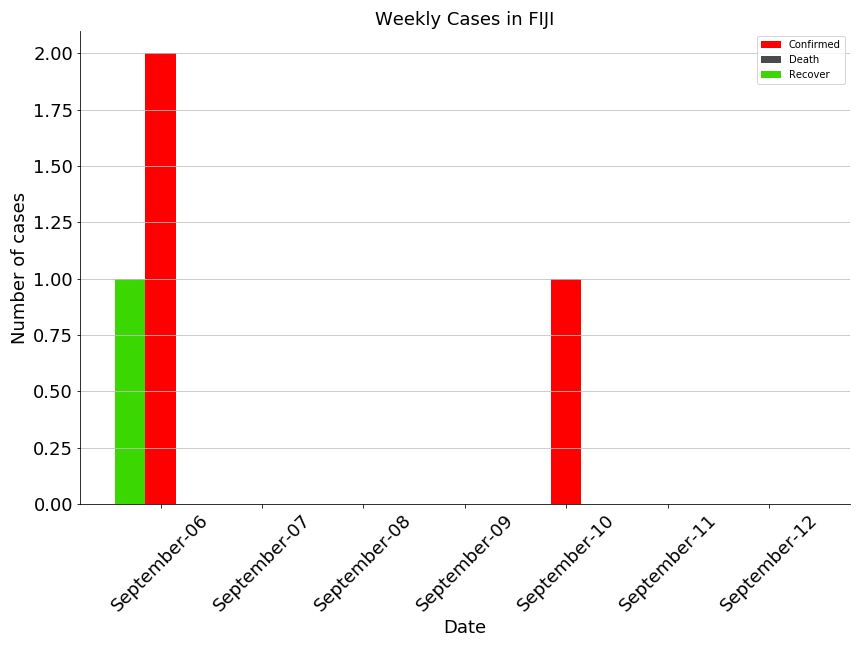 Weekly Cases in FIJI
Confirmed
Death
Recover
Number of cases
2.00
1.75
1.50
1.25
1.00
0.75
0.50
0.25
0.00
September-06
September-07
September-08
September-09
September-10
September-11
September-12
Date